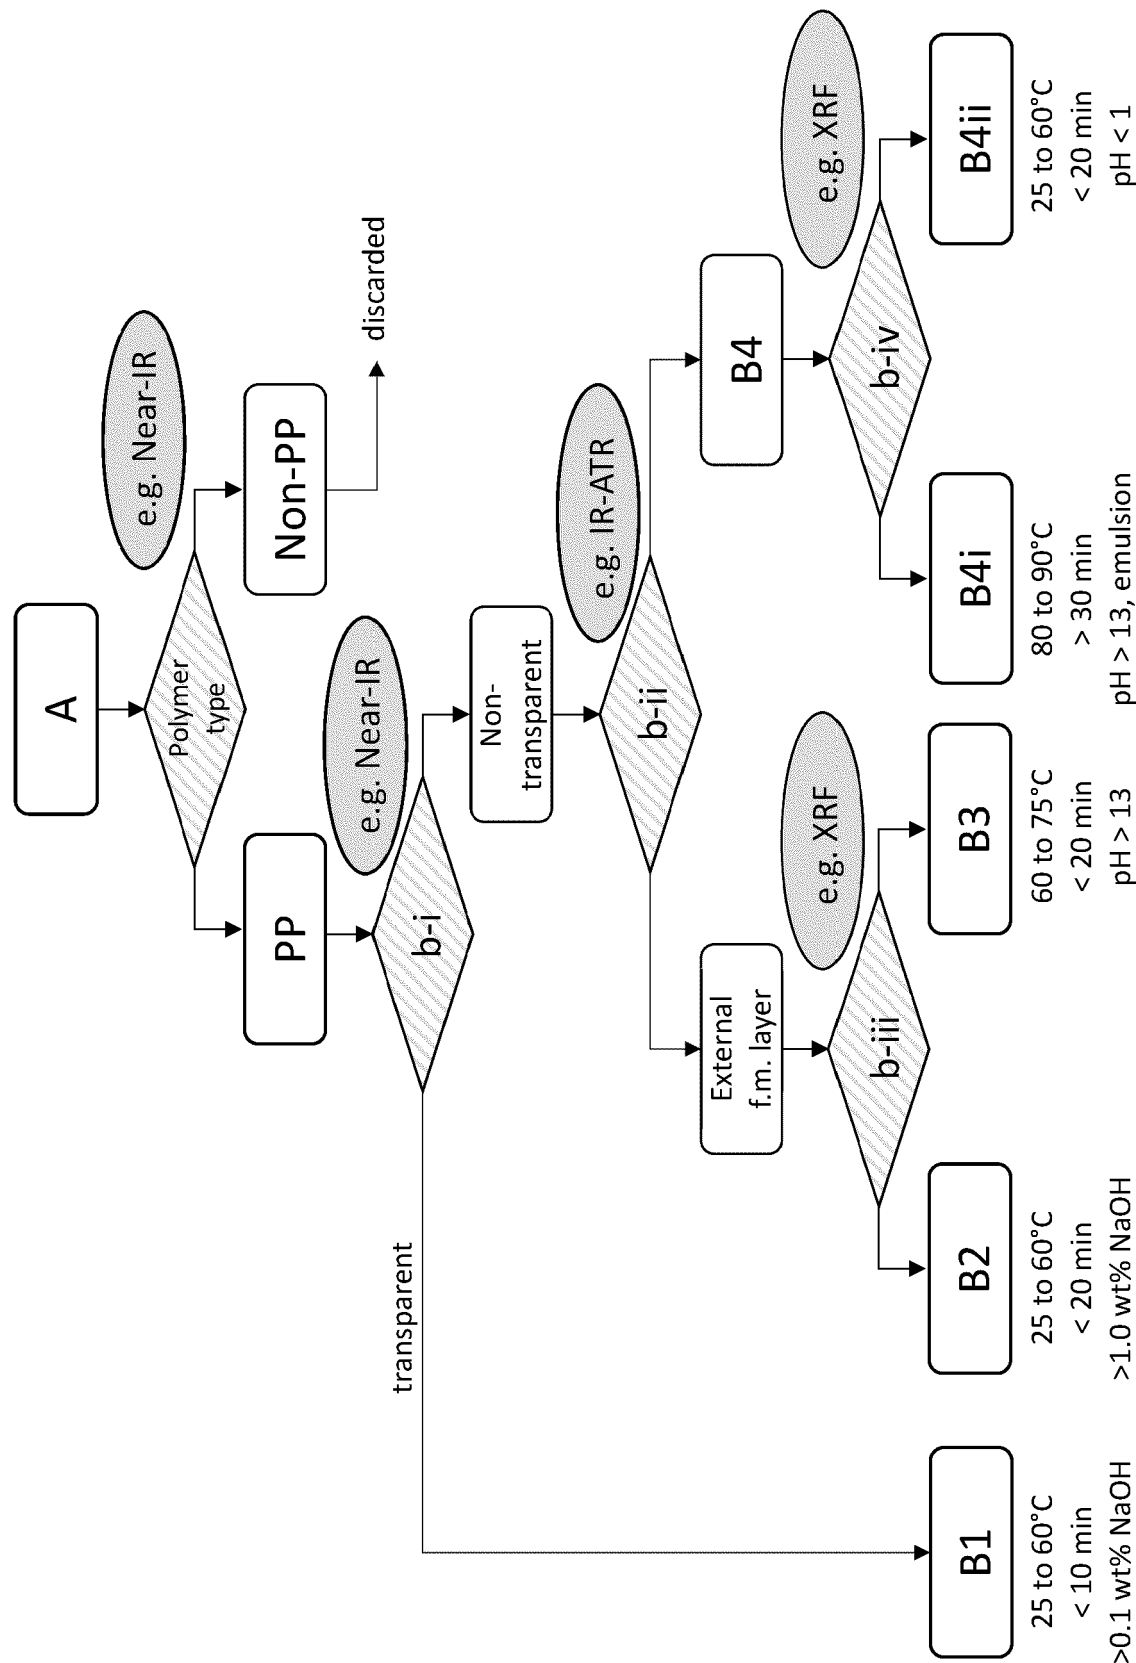 A
Polymer
type
e.g. Near-IR
PP
Non-PP
discarded
b-i
e.g. Near-IR
transparent
Non-
transparent
b-ii
e.g. IR-ATR
External
f.m. layer
B4
b-iii
e.g. XRF
b-iv
e.g. XRF
B1
25 to 60°C
< 10 min
>0.1 wt% NaOH
B2
25 to 60°C
< 20 min
>1.0 wt% NaOH
B3
60 to 75°C
< 20 min
pH > 13
B4i
80 to 90°C
> 30 min
pH > 13, emulsion
B4ii
25 to 60°C
< 20 min
pH < 1